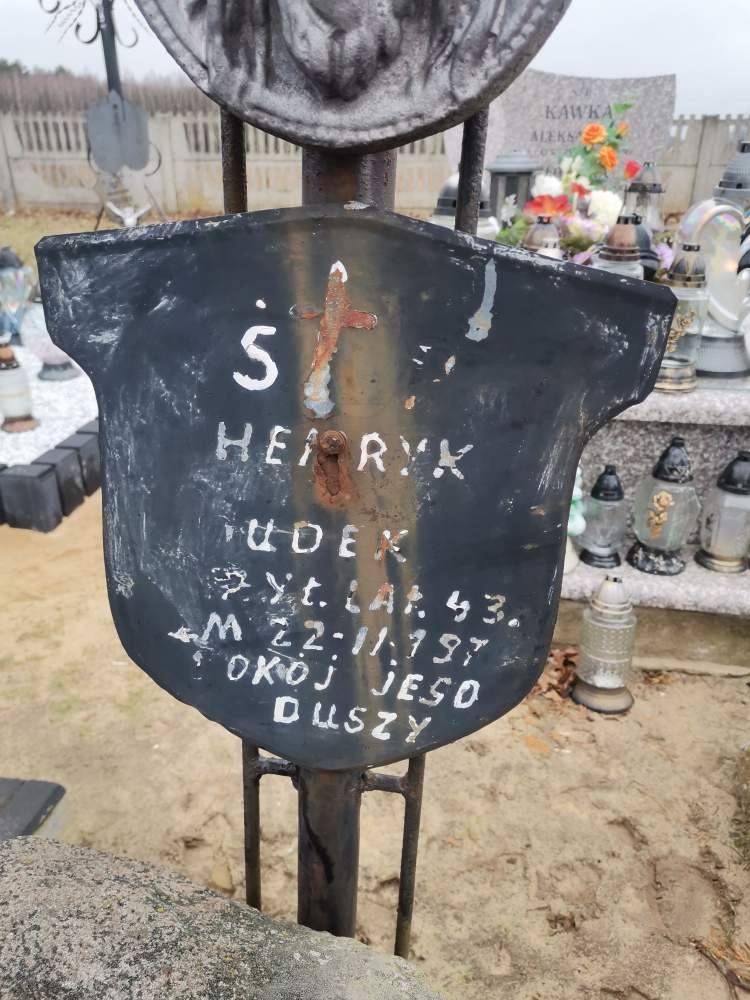 Ś
HENRYK
UDEK
ŻYŁ. LAT. 43.
ZM 22-11.1997
POKÓJ JEGO
DUSZY
KAWKA